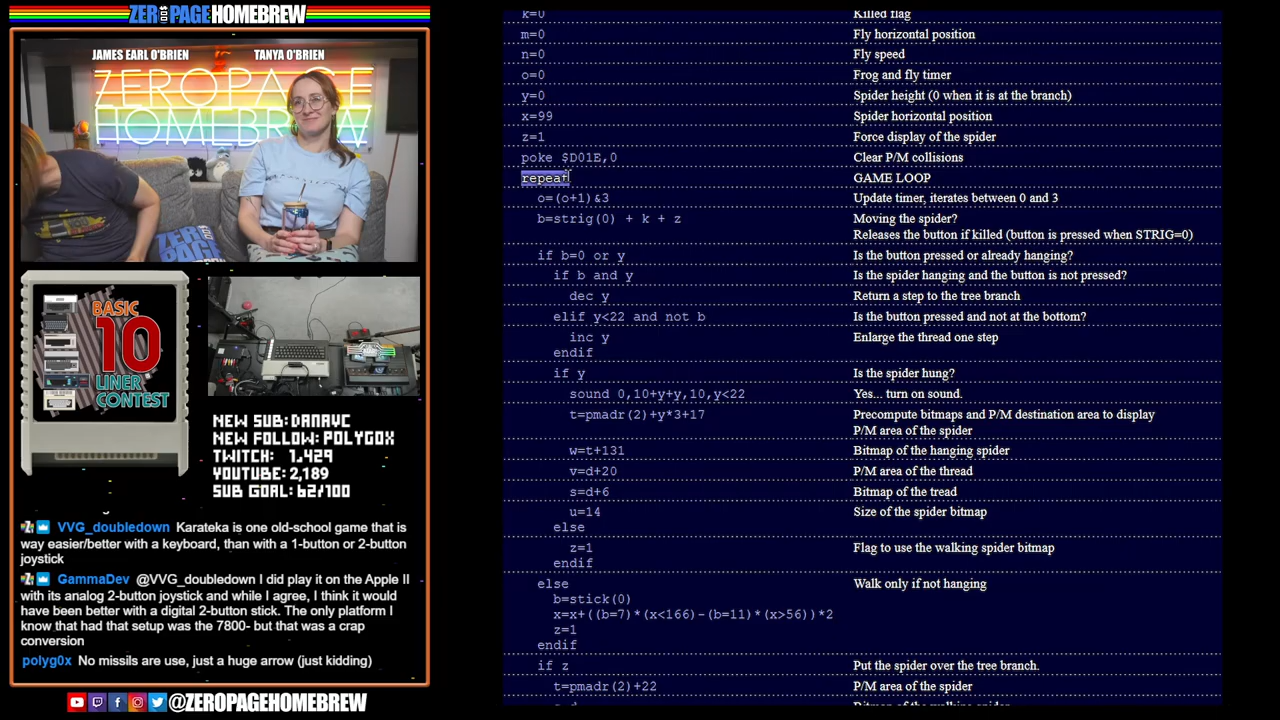 ZERO PAGE HOMEBREW
JAMES EARL O'BRIEN
TANYA O'BRIEN
ZEROPAGE
HOMEBREW
BASIC
10
LINER
CONTEST
NEW SUB: DANAYC
NEW FOLLOW: POLYG0X
TWITCH: 1,429
YOUTUBE: 2,189
SUB GOAL: 62/100
VVG_doubledown Karateka is one old-school game that is
way easier/better with a keyboard, than with a 1-button or 2-button
joystick
GammaDev @VVG_doubledown I did play it on the Apple II
with its analog 2-button joystick and while I agree, I think it would
have been better with a digital 2-button stick. The only platform I
know that had that setup was the 7800- but that was a crap
conversion
polyg0x No missils are use, just a huge arrow (just kidding)
@ZEROPAGEHOMEBREW
k=0 Killed flag
m=0 Fly horizontal position
n=0 Fly speed
o=0 Frog and fly timer
y=0 Spider height (0 when it is at the branch)
x=99 Spider horizontal position
z=1 Force display of the spider
poke $D01E,0 Clear P/M collisions
repeat GAME LOOP
o=(o+1)&3 Update timer, iterates between 0 and 3
b=strig(0) + k + z Moving the spider?
Releases the button if killed (button is pressed when STRIG=0)
if b=0 or y Is the button pressed or already hanging?
if b and y Is the spider hanging and the button is not pressed?
dec y Return a step to the tree branch
elif y<22 and not b Is the button pressed and not at the bottom?
inc y Enlarge the thread one step
endif
if y Is the spider hung?
sound 0,10+y+y,10,y<22 Yes... turn on sound.
t=pmadr(2)+y*3+17 Precompute bitmaps and P/M destination area to display
P/M area of the spider
w=t+131 Bitmap of the hanging spider
v=d+20 P/M area of the thread
s=d+6 Bitmap of the tread
u=14 Size of the spider bitmap
else
z=1 Flag to use the walking spider bitmap
endif
else Walk only if not hanging
b=stick(0)
x=x+((b=7)*(x<166)-(b=11)*(x>56))*2
z=1
endif
if z Put the spider over the tree branch.
t=pmadr(2)+22 P/M area of the spider